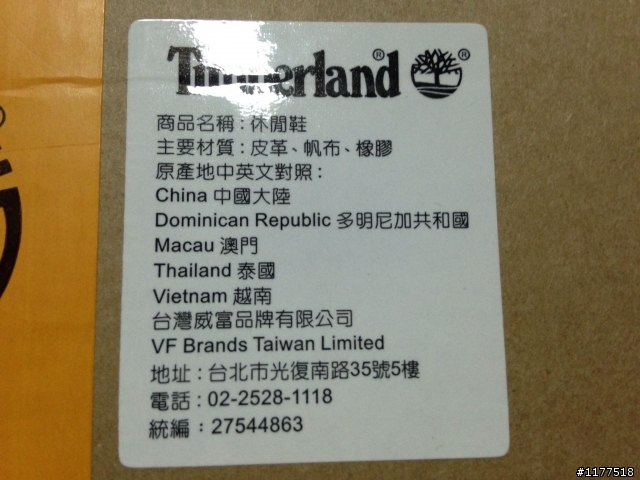 Timberland® ®
商品名稱：休閒鞋
主要材質：皮革、帆布、橡膠
原產地中英文對照：
China 中國大陸
Dominican Republic 多明尼加共和國
Macau 澳門
Thailand 泰國
Vietnam 越南
台灣威富品牌有限公司
VF Brands Taiwan Limited
地址：台北市光復南路35號5樓
電話：02-2528-1118
統編：27544863
#1177518